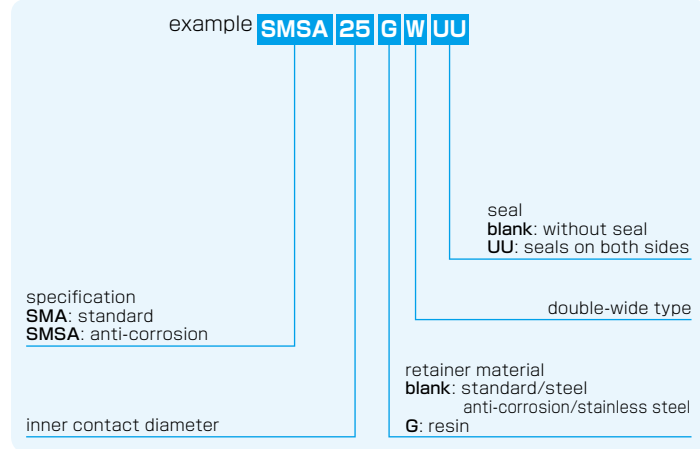 example SMSA 25 G W UU
seal
blank: without seal
UU: seals on both sides
specification
SMA: standard
SMSA: anti-corrosion
double-wide type
retainer material
blank: standard/steel
anti-corrosion/stainless steel
G: resin
inner contact diameter